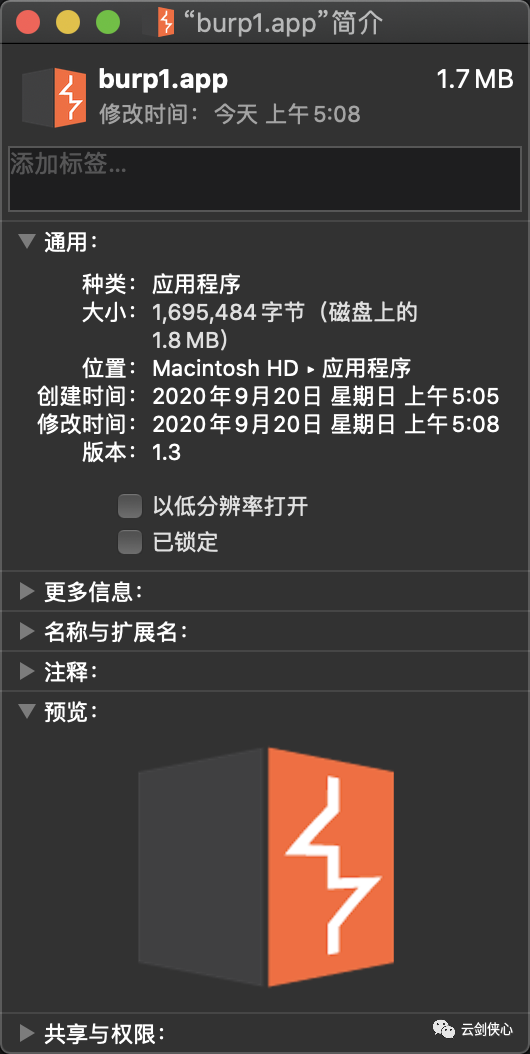 “burp1.app”简介
burp1.app 1.7 MB
修改时间： 今天 上午5:08
添加标签...
通用：
种类： 应用程序
大小： 1,695,484 字节（磁盘上的
1.8 MB）
位置： Macintosh HD ▸ 应用程序
创建时间： 2020年9月20日 星期日 上午5:05
修改时间： 2020年9月20日 星期日 上午5:08
版本： 1.3
以低分辨率打开
已锁定
更多信息：
名称与扩展名：
注释：
预览：
共享与权限：
云剑侠心